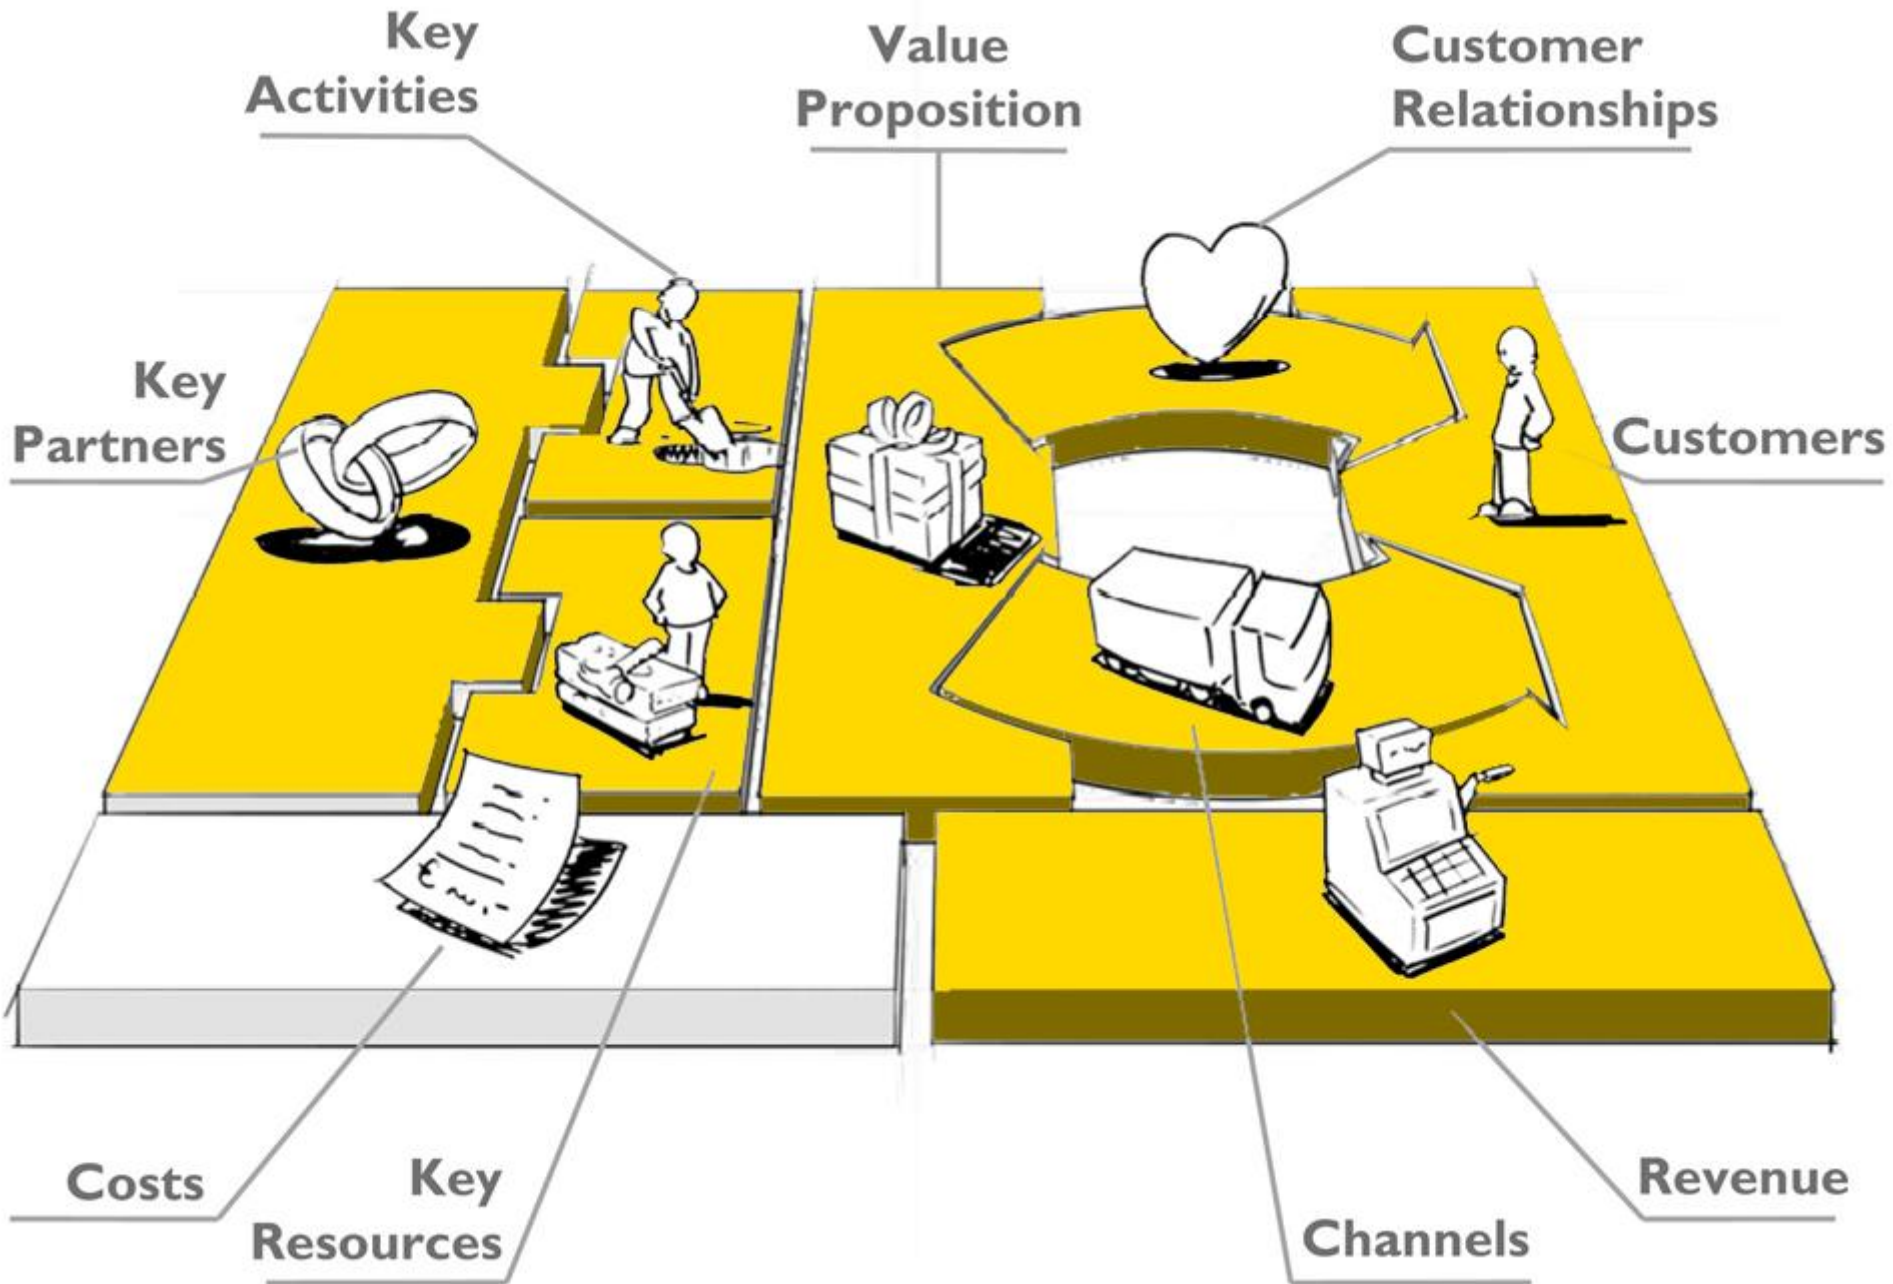 Key
Activities
Value
Proposition
Customer
Relationships
Key
Partners
Customers
Costs
Key
Resources
Channels
Revenue